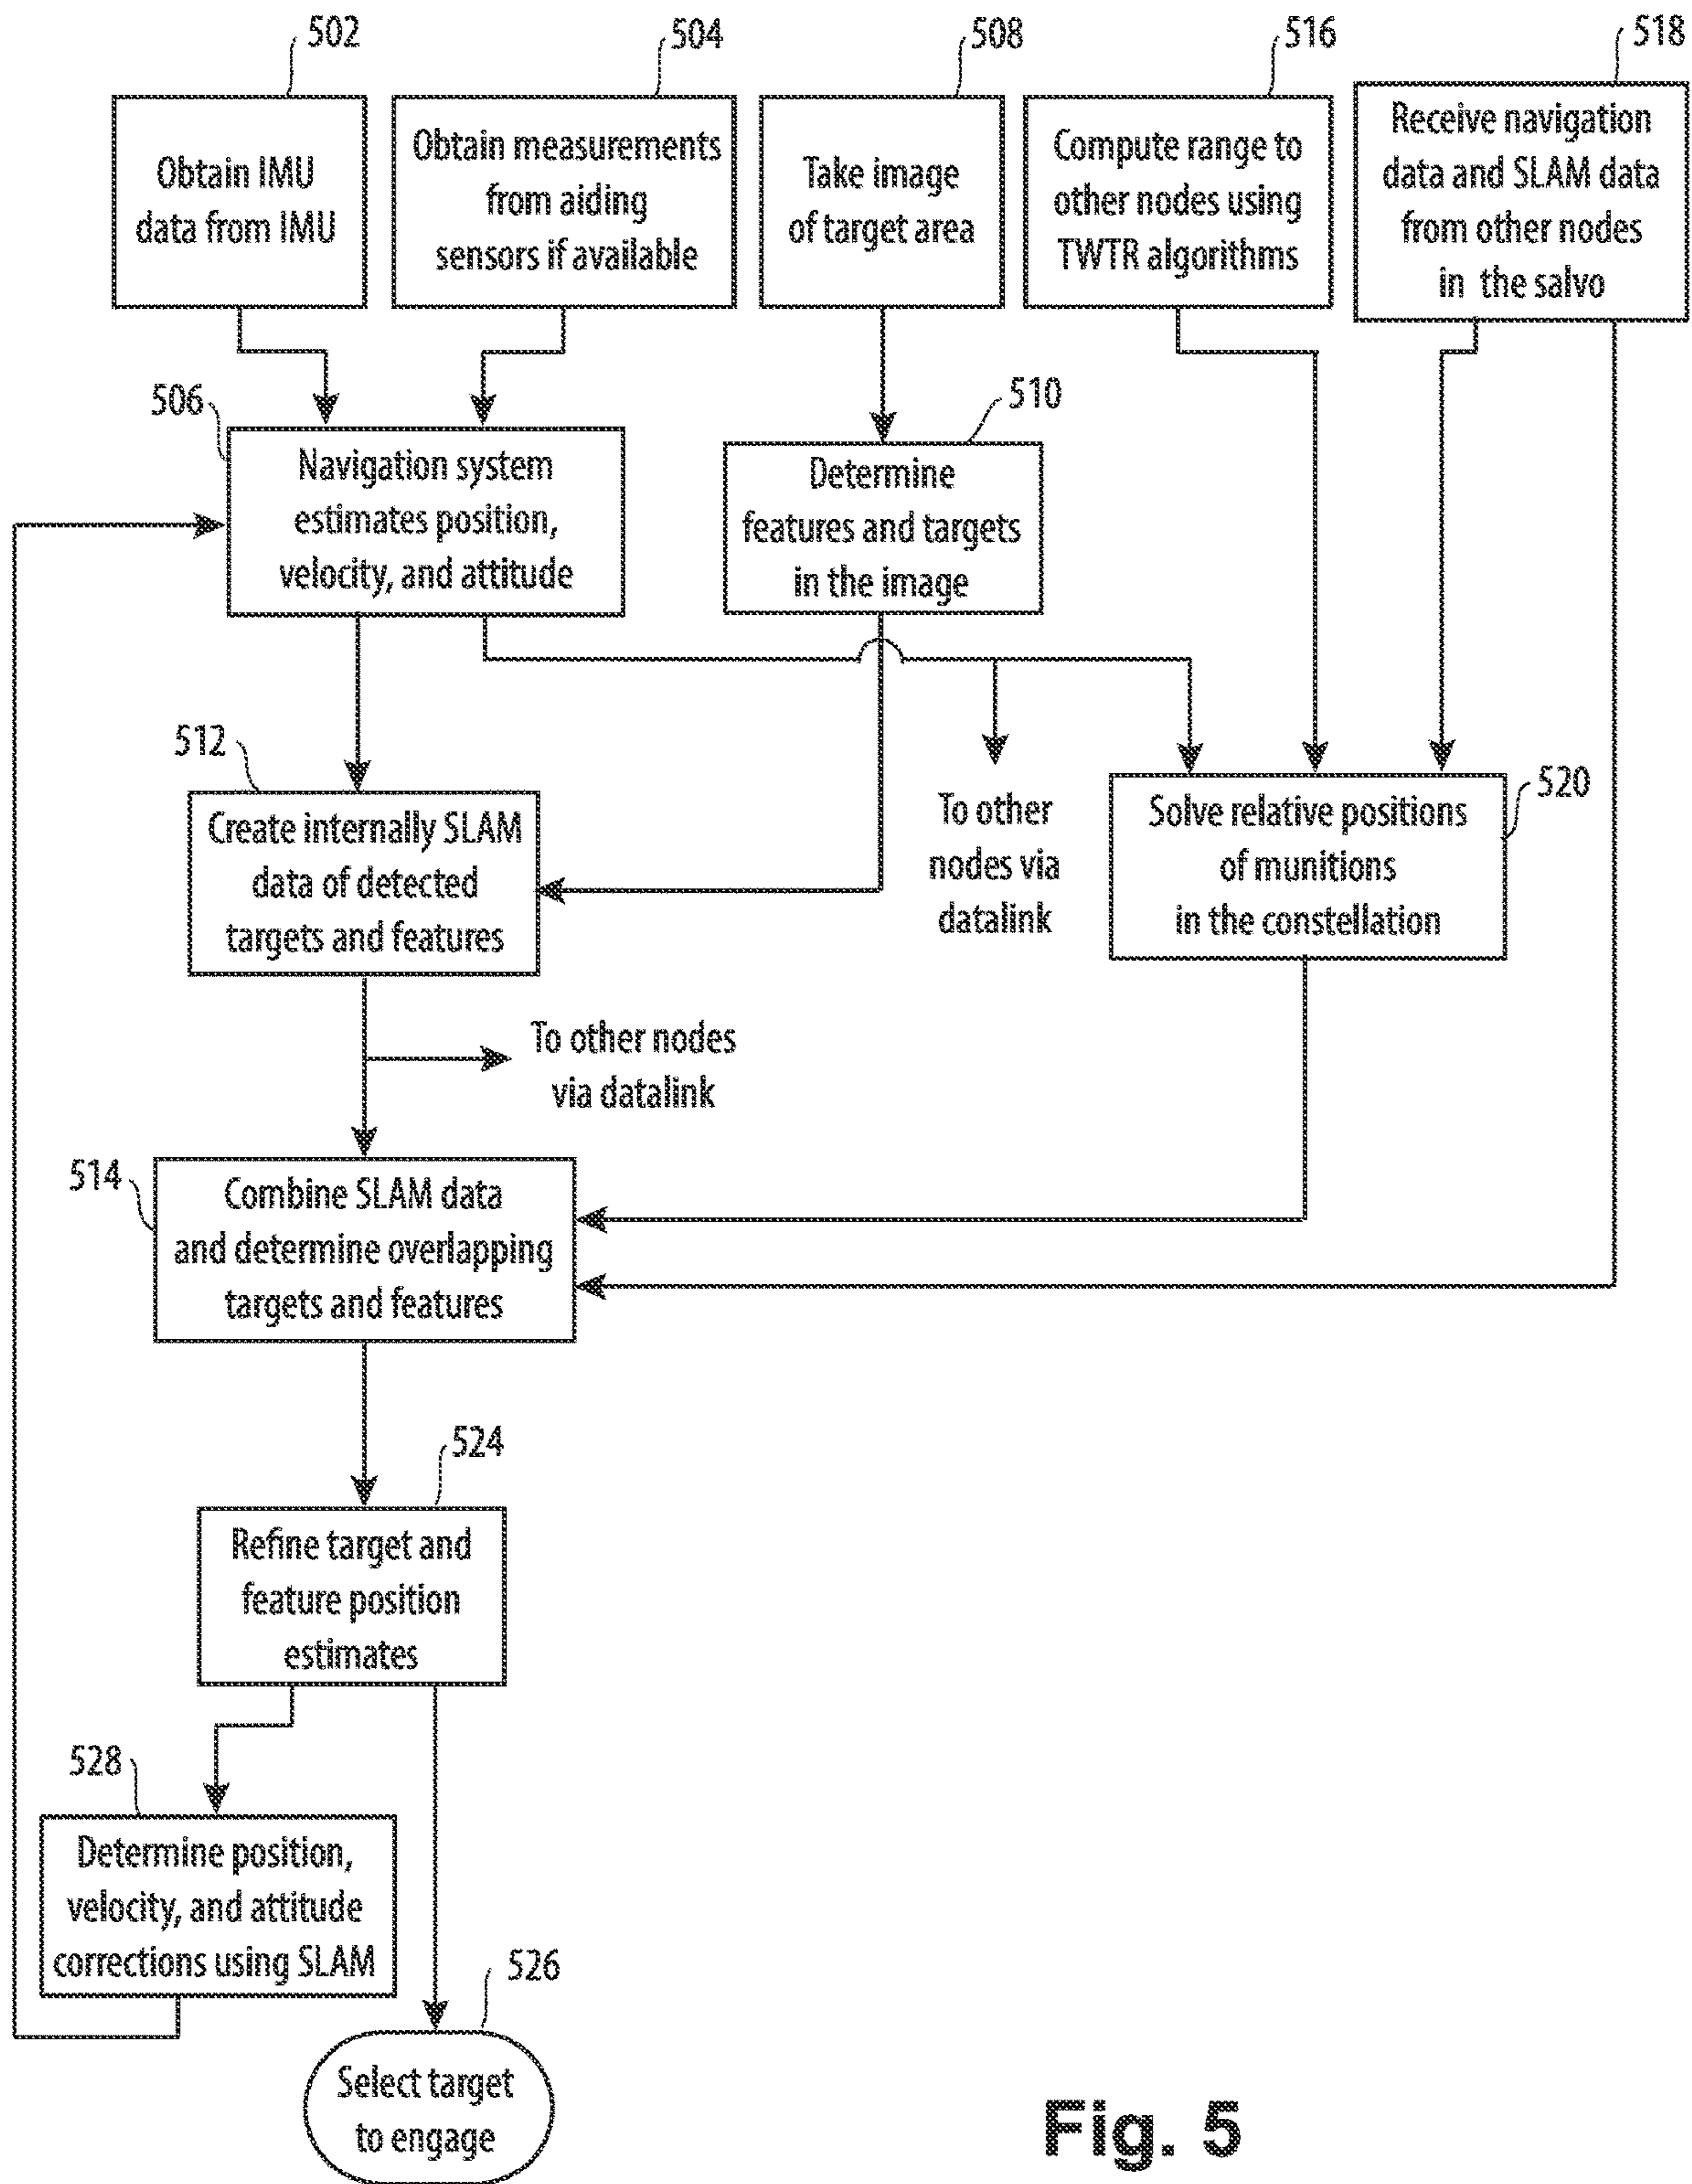 502
504
508
516
518
Obtain IMU
data from IMU
Obtain measurements
from aiding
sensors if available
Take image
of target area
Compute range to
other nodes using
TWTR algorithms
Receive navigation
data and SLAM data
from other nodes
in the salvo
506
Navigation system
estimates position,
velocity, and attitude
510
Determine
features and targets
in the image
512
Create internally SLAM
data of detected
targets and features
To other
nodes via
datalink
520
Solve relative positions
of munitions
in the constellation
To other nodes
via datalink
514
Combine SLAM data
and determine overlapping
targets and features
524
Refine target and
feature position
estimates
528
Determine position,
velocity, and attitude
corrections using SLAM
526
Select target
to engage
Fig. 5